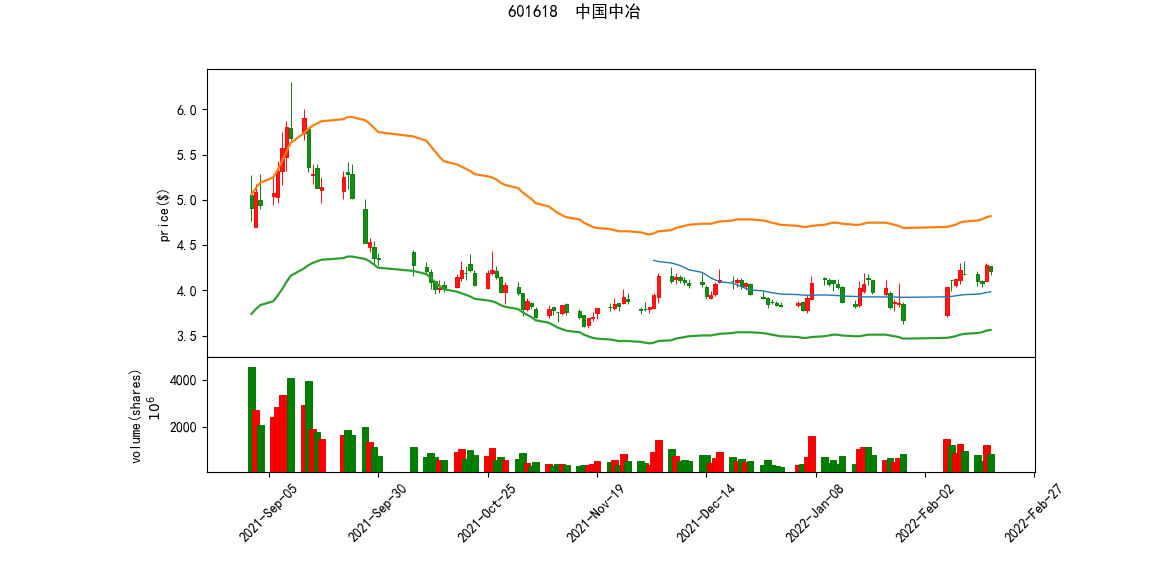 601618  中国中冶
price($)
6.0
5.5
5.0
4.5
4.0
3.5
volume(shares)
10^6
4000
2000
2021-Sep-05
2021-Sep-30
2021-Oct-25
2021-Nov-19
2021-Dec-14
2022-Jan-08
2022-Feb-02
2022-Feb-27